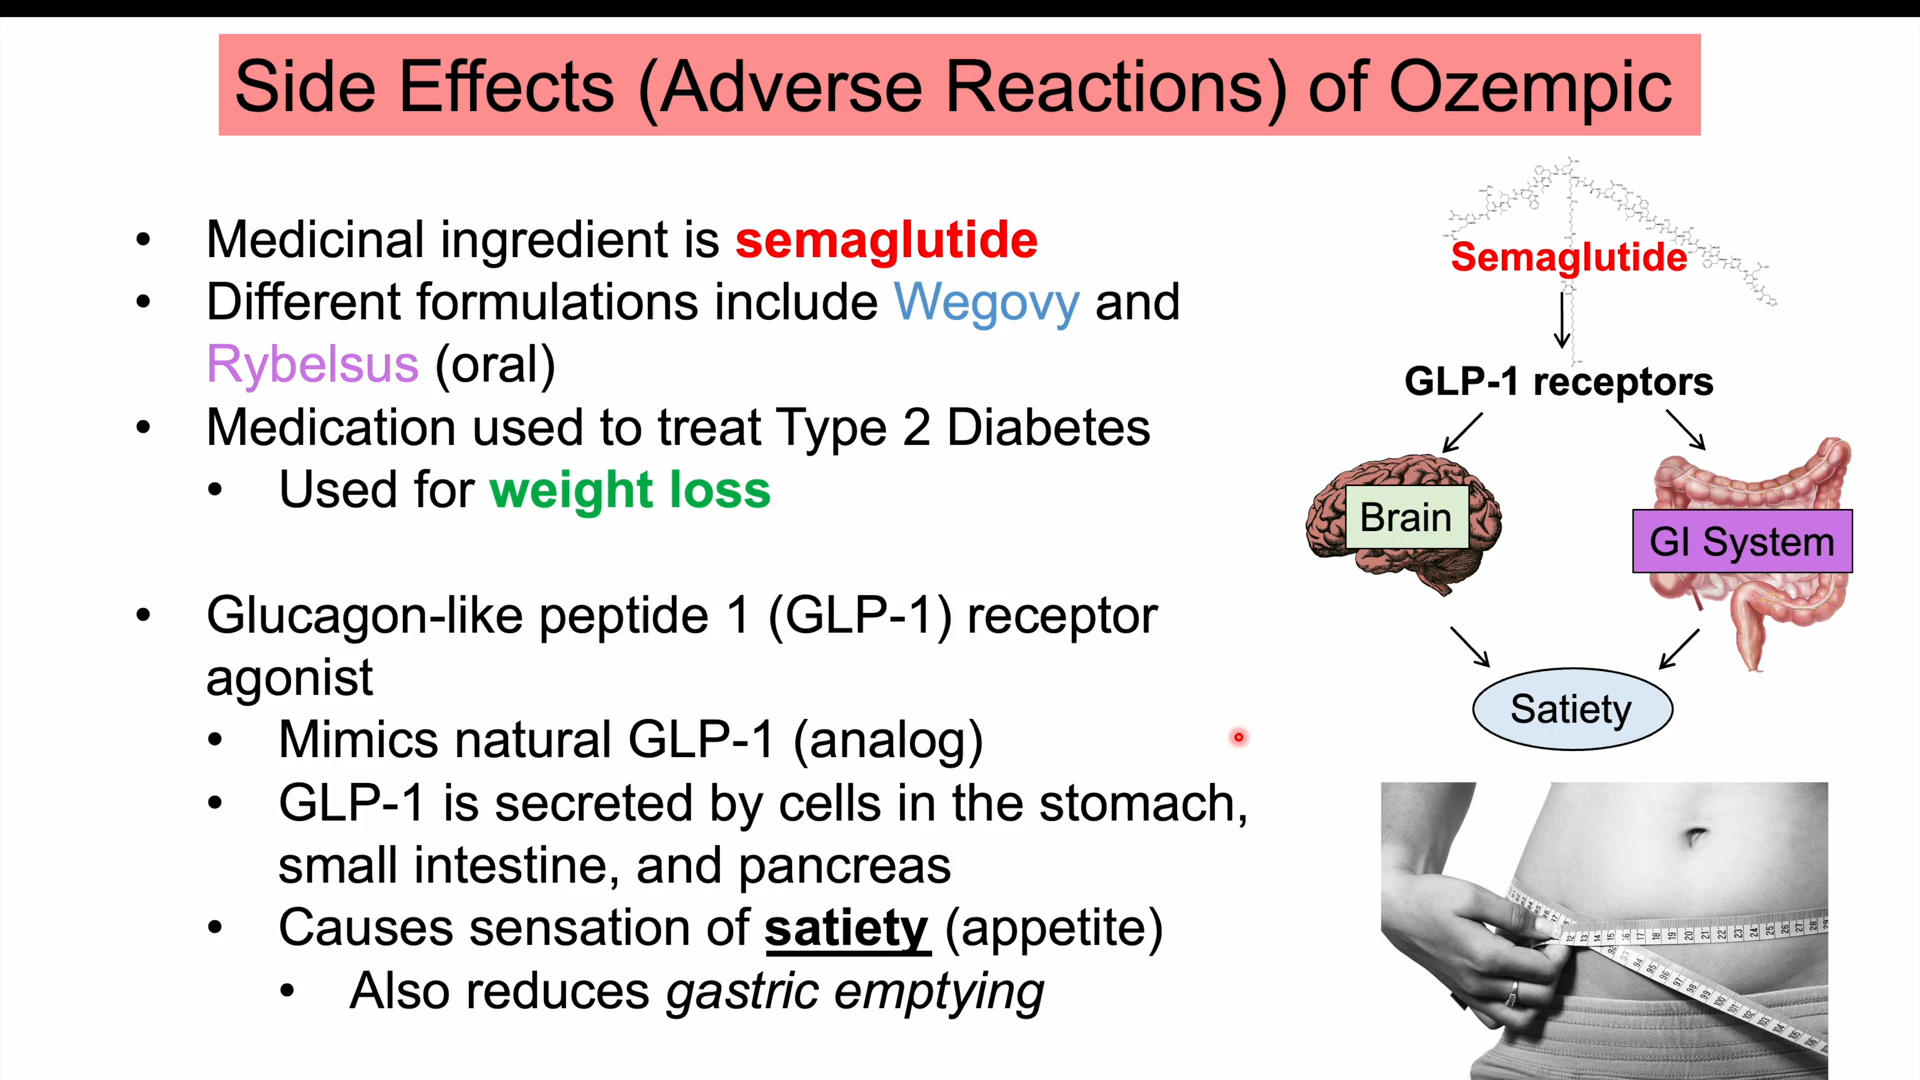 Side Effects (Adverse Reactions) of Ozempic
• Medicinal ingredient is semaglutide
• Different formulations include Wegovy and
Rybelsus (oral)
• Medication used to treat Type 2 Diabetes
• Used for weight loss
• Glucagon-like peptide 1 (GLP-1) receptor
agonist
• Mimics natural GLP-1 (analog)
• GLP-1 is secreted by cells in the stomach,
small intestine, and pancreas
• Causes sensation of satiety (appetite)
• Also reduces gastric emptying
Semaglutide
GLP-1 receptors
Brain
GI System
Satiety